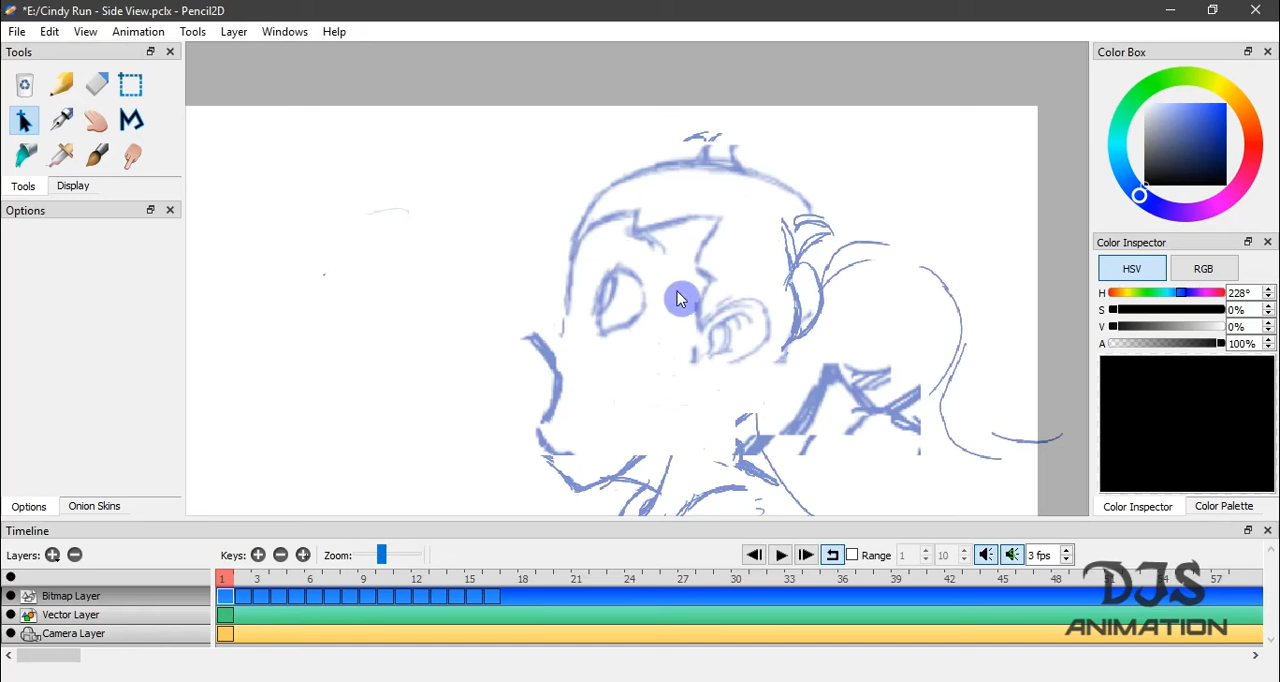 *E:/Cindy Run - Side View.pclx - Pencil2D
File Edit View Animation Tools Layer Windows Help
Tools
Color Box
Tools Display
Options
Color Inspector
HSV RGB
H 228°
S 0%
V 0%
A 100%
Options Onion Skins
Color Inspector Color Palette
Timeline
Layers: Keys: Zoom: Range 1 10 3 fps
1 3 6 9 12 15 18 21 24 27 30 33 36 39 42 45 48 51 54 57
Bitmap Layer
Vector Layer
Camera Layer
DJS
ANIMATION